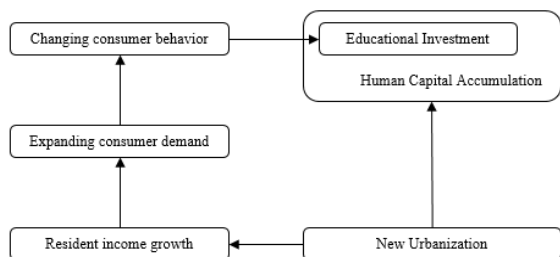 Changing consumer behavior
Educational Investment
Human Capital Accumulation
Expanding consumer demand
Resident income growth
New Urbanization